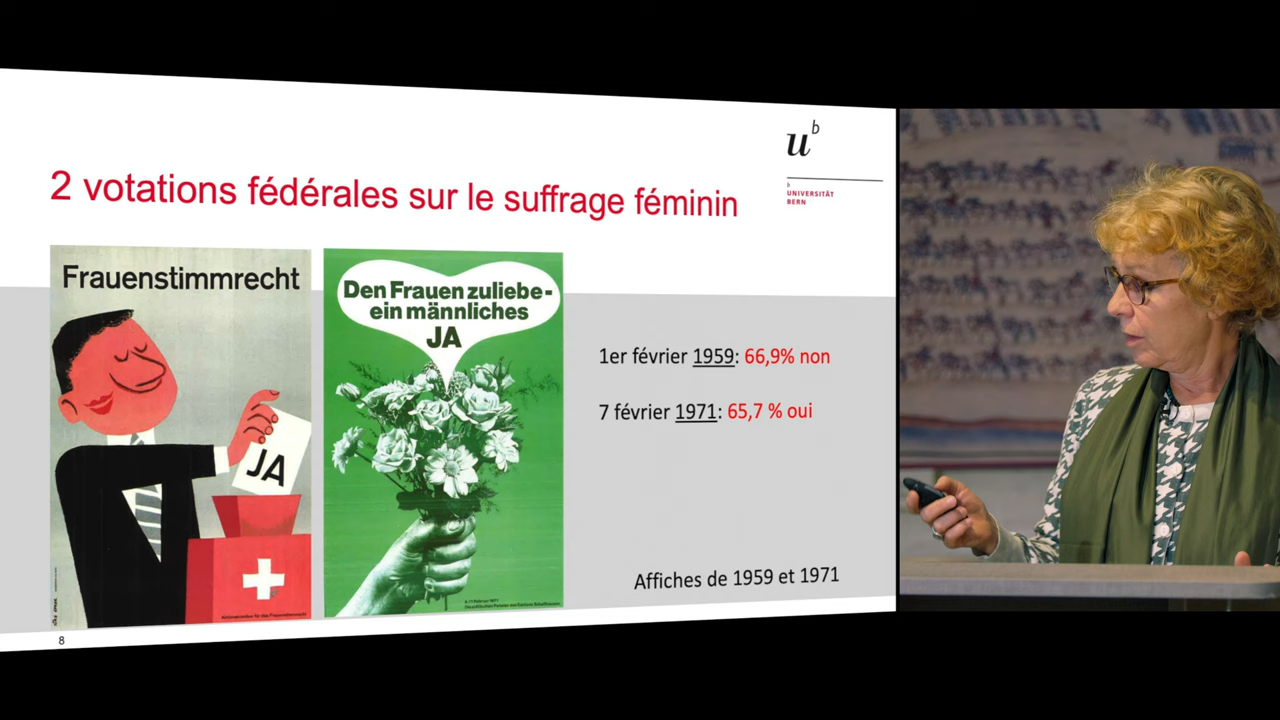 u
b
b
UNIVERSITÄT
BERN
2 votations fédérales sur le suffrage féminin
Frauenstimmrecht
JA
Den Frauen zuliebe-
ein männliches
JA
1er février 1959: 66,9% non
7 février 1971: 65,7 % oui
Affiches de 1959 et 1971
8